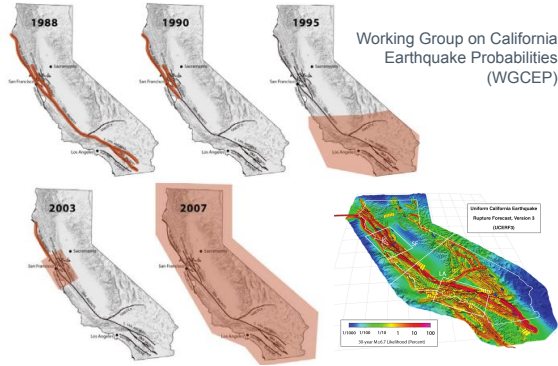 1988
1990
1995
Working Group on California
Earthquake Probabilities
(WGCEP)
Sacramento
San Francisco
Los Angeles
Sacramento
San Francisco
Los Angeles
Sacramento
San Francisco
Los Angeles
2003
2007
Sacramento
San Francisco
Los Angeles
Sacramento
San Francisco
Los Angeles
Uniform California Earthquake
Rupture Forecast, Version 3
(UCERF3)
SF
LA
1/1000 1/100 1/10 1 10 100
30-year M≥6.7 Likelihood (Percent)